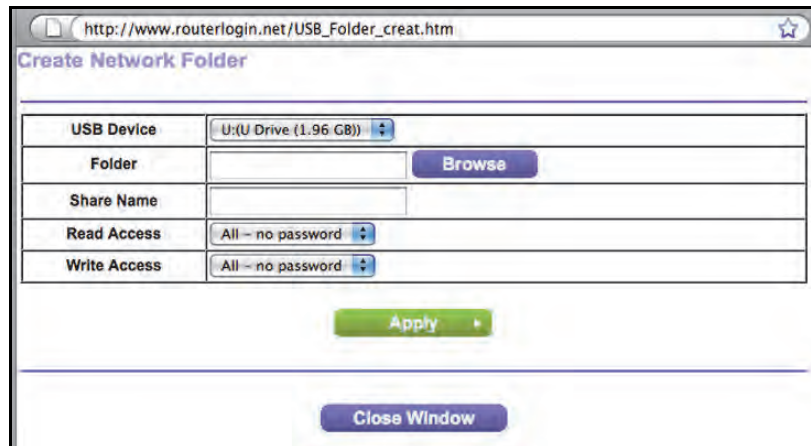 http://www.routerlogin.net/USB_Folder_creat.htm
Create Network Folder
USB Device U:(U Drive (1.96 GB))
Folder Browse
Share Name
Read Access All – no password
Write Access All – no password
Apply
Close Window